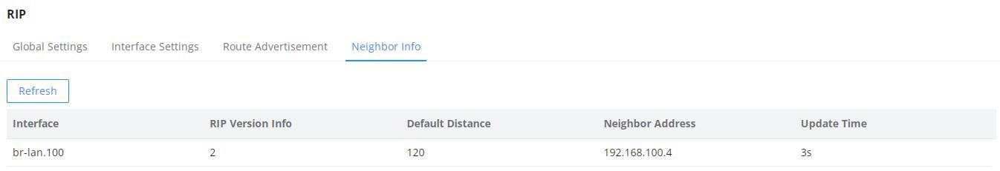 RIP
Global Settings Interface Settings Route Advertisement Neighbor Info
Refresh
Interface RIP Version Info Default Distance Neighbor Address Update Time
br-lan.100 2 120 192.168.100.4 3s